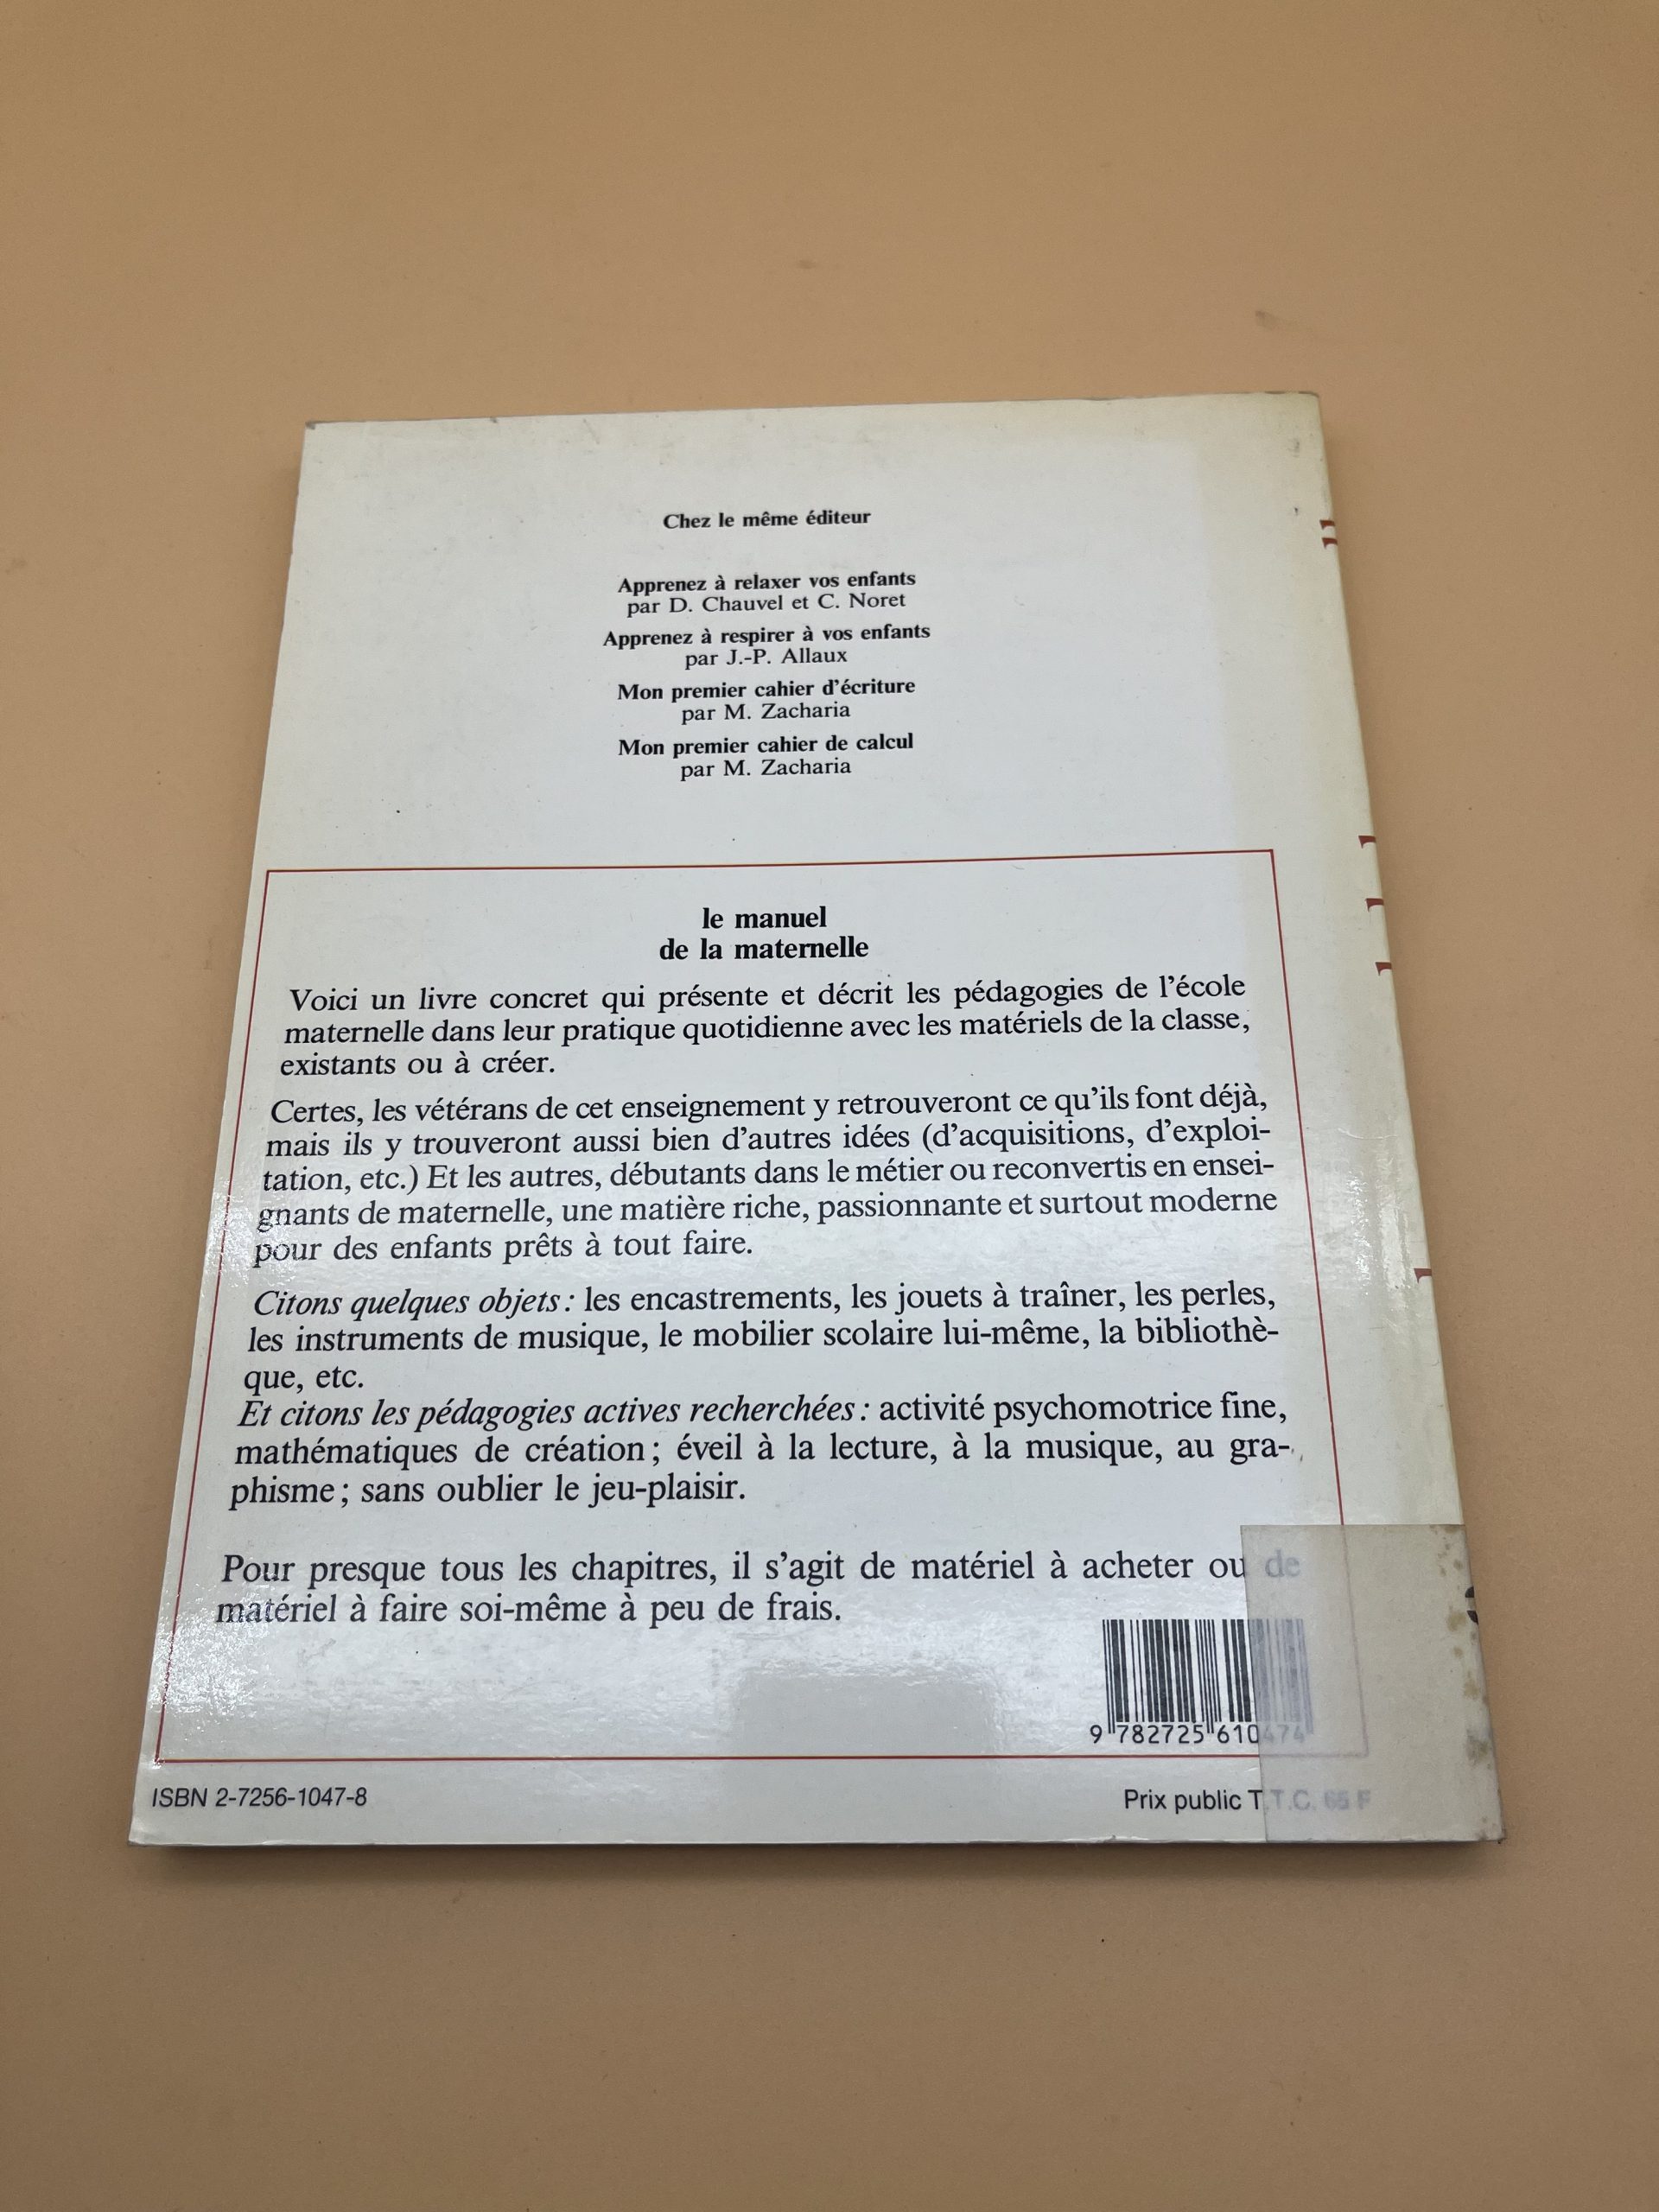 Chez le même éditeur
Apprenez à relaxer vos enfants
par D. Chauvel et C. Noret
Apprenez à respirer à vos enfants
par J.-P. Allaux
Mon premier cahier d'écriture
par M. Zacharia
Mon premier cahier de calcul
par M. Zacharia
le manuel
de la maternelle
Voici un livre concret qui présente et décrit les pédagogies de l'école
maternelle dans leur pratique quotidienne avec les matériels de la classe,
existants ou à créer.
Certes, les vétérans de cet enseignement y retrouveront ce qu'ils font déjà,
mais ils y trouveront aussi bien d'autres idées (d'acquisitions, d'exploi-
tation, etc.) Et les autres, débutants dans le métier ou reconvertis en ensei-
gnants de maternelle, une matière riche, passionnante et surtout moderne
pour des enfants prêts à tout faire.
Citons quelques objets : les encastrements, les jouets à traîner, les perles,
les instruments de musique, le mobilier scolaire lui-même, la bibliothè-
que, etc.
Et citons les pédagogies actives recherchées : activité psychomotrice fine,
mathématiques de création ; éveil à la lecture, à la musique, au gra-
phisme ; sans oublier le jeu-plaisir.
Pour presque tous les chapitres, il s'agit de matériel à acheter ou de
matériel à faire soi-même à peu de frais.
9 782725 610474
ISBN 2-7256-1047-8
Prix public T.T.C. 65 F